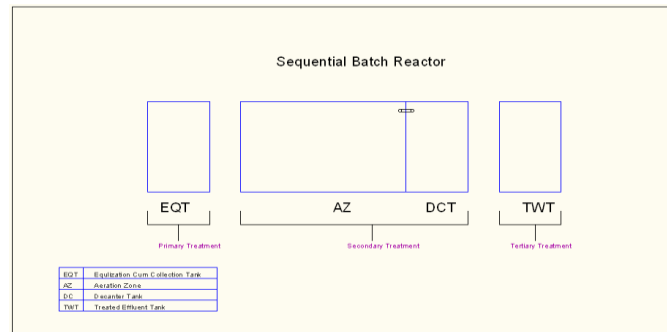 Sequential Batch Reactor
EQT AZ DCT TWT
Primary Treatment Secondary Treatment Tertiary Treatment
EQT Equlization Cum Collection Tank
AZ Aeration Zone
DC Decanter Tank
TWT Treated Effluent Tank